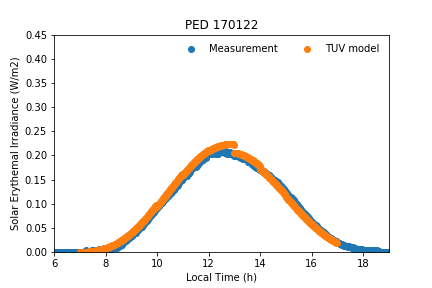 PED 170122
Measurement TUV model
Solar Erythemal Irradiance (W/m2)
0.45
0.40
0.35
0.30
0.25
0.20
0.15
0.10
0.05
0.00
6 8 10 12 14 16 18
Local Time (h)